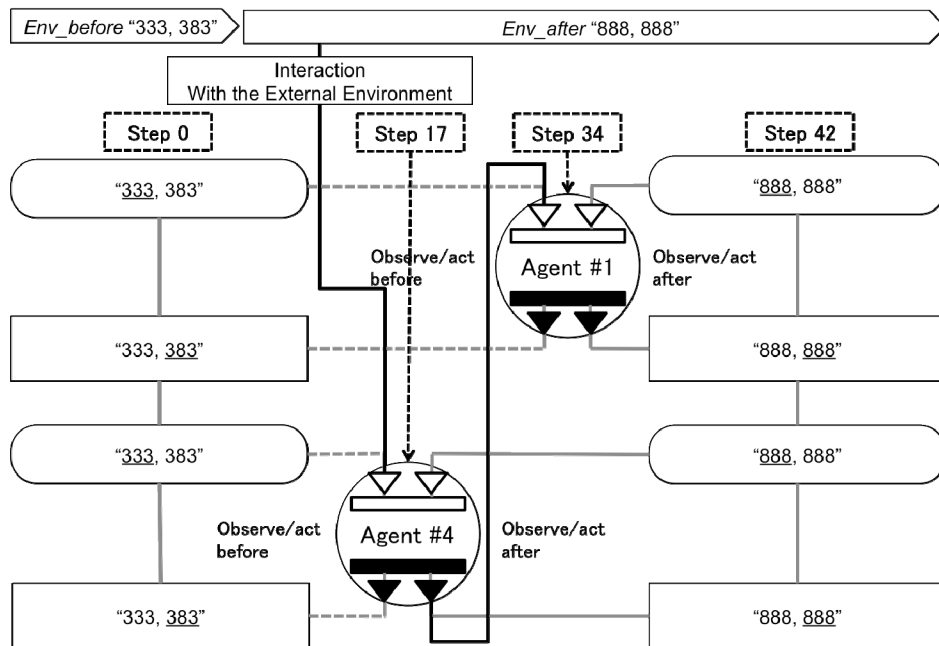 Env_before “333, 383”
Env_after “888, 888”
Interaction
With the External Environment
Step 0
Step 17
Step 34
Step 42
“333, 383”
“888, 888”
Observe/act
before
Agent #1
Observe/act
after
“333, 383”
“888, 888”
“333, 383”
“888, 888”
Observe/act
before
Agent #4
Observe/act
after
“333, 383”
“888, 888”